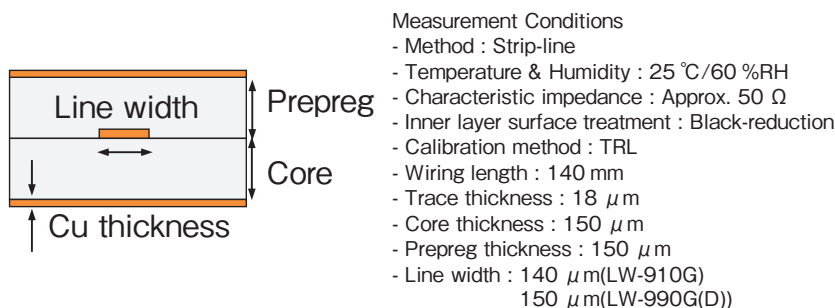 Line width
Prepreg
Core
Cu thickness
Measurement Conditions
- Method : Strip-line
- Temperature & Humidity : 25 ℃/60 %RH
- Characteristic impedance : Approx. 50 Ω
- Inner layer surface treatment : Black-reduction
- Calibration method : TRL
- Wiring length : 140 mm
- Trace thickness : 18 μm
- Core thickness : 150 μm
- Prepreg thickness : 150 μm
- Line width : 140 μm(LW-910G)
150 μm(LW-990G(D))